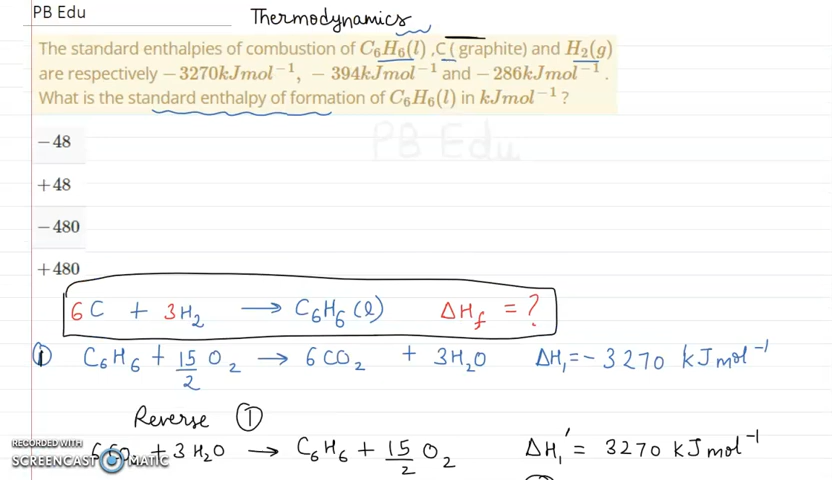 PB Edu
Thermodynamics
The standard enthalpies of combustion of C₆H₆(l) ,C ( graphite) and H₂(g)
are respectively −3270kJmol⁻¹, −394kJmol⁻¹ and −286kJmol⁻¹.
What is the standard enthalpy of formation of C₆H₆(l) in kJmol⁻¹ ?
PB Edu
−48
+48
−480
+480
6C + 3H₂ → C₆H₆ (l) ΔHf = ?
① C₆H₆ + 15/2 O₂ → 6CO₂ + 3H₂O ΔH₁ = −3270 kJmol⁻¹
Reverse ①
RECORDED WITH
SCREENCAST MATIC
6CO₂ + 3H₂O → C₆H₆ + 15/2 O₂ ΔH₁′ = 3270 kJmol⁻¹